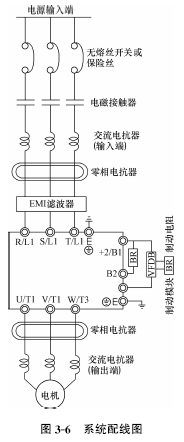 电源输入端
无熔丝开关或
保险丝
电磁接触器
交流电抗器
(输入端)
零相电抗器
EMI滤波器
R/L1 S/L1 T/L1 E
+2/B1
BR
B2
VFDB
BR
制动电阻
制动模块
U/T1 V/T1 W/T3 E
零相电抗器
交流电抗器
(输出端)
电机
图 3-6 系统配线图